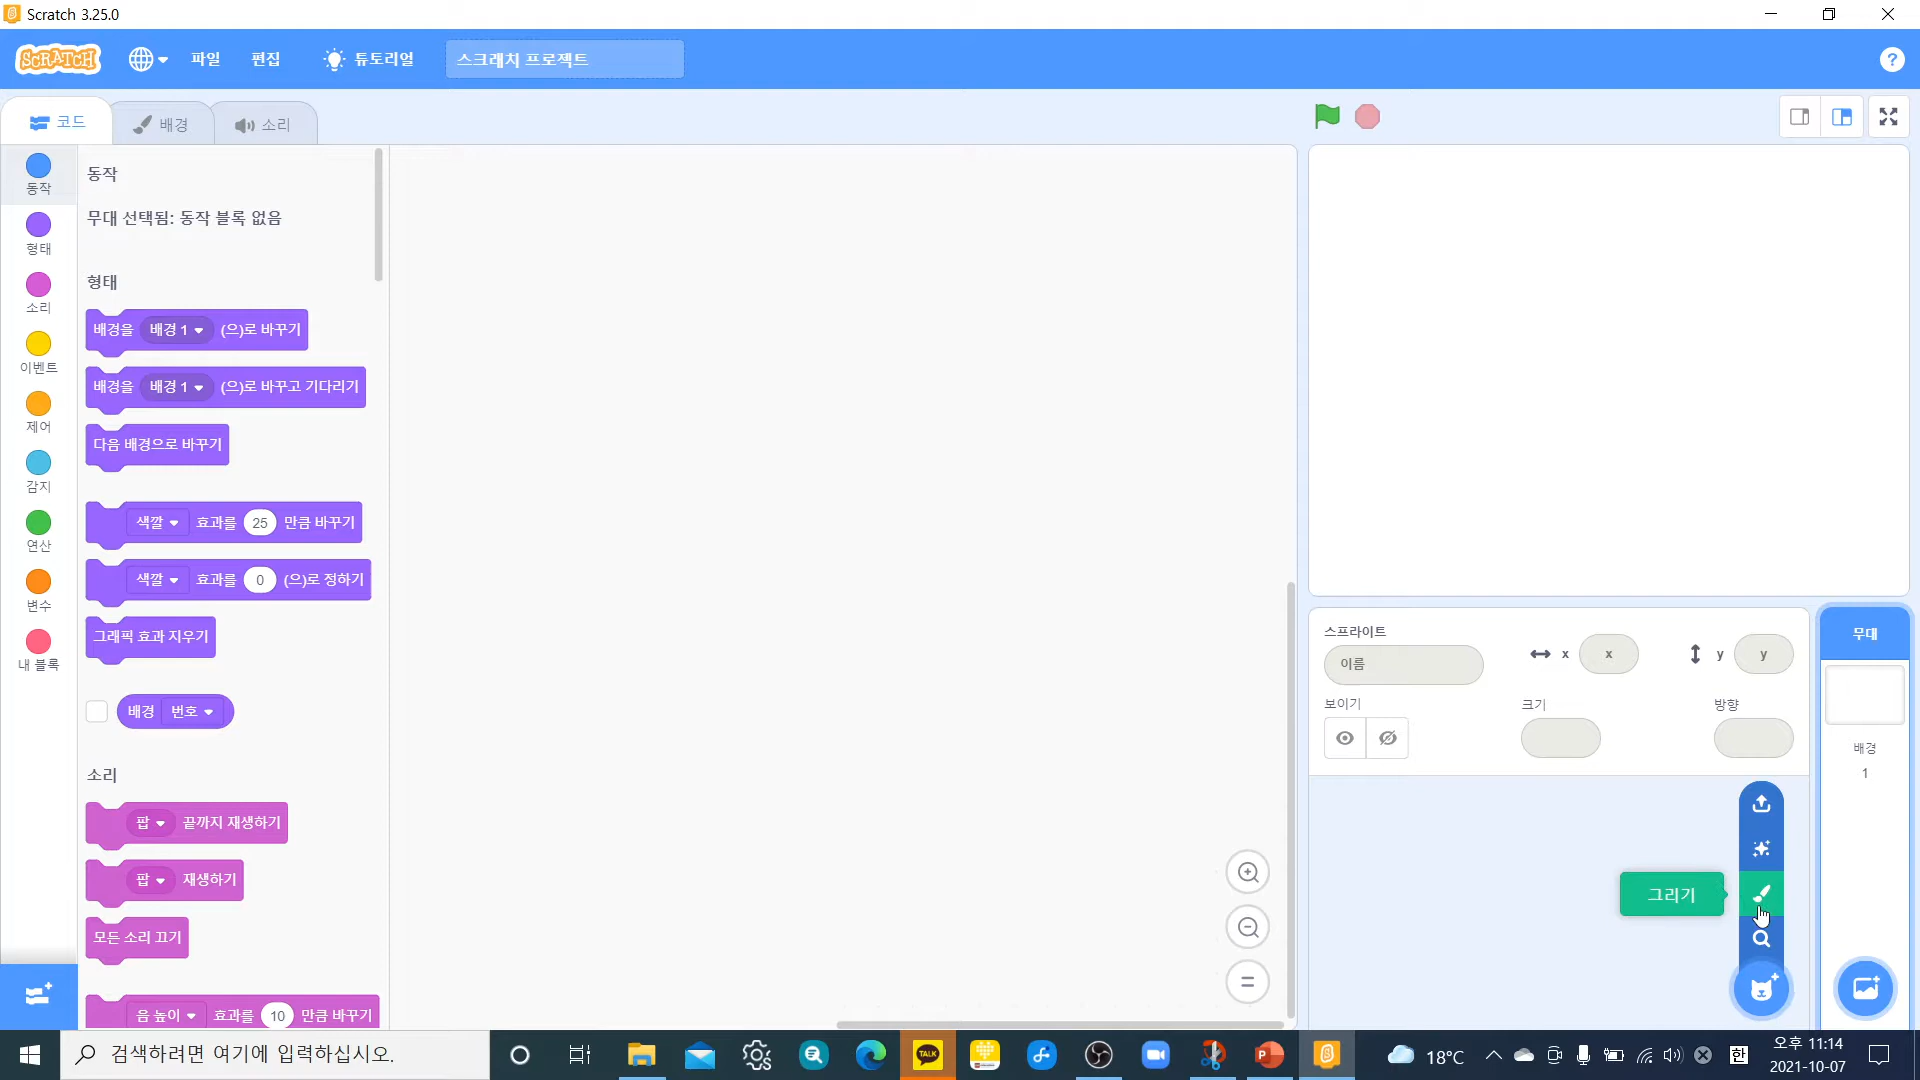 Scratch 3.25.0
SCRATCH
파일
편집
튜토리얼
스크래치 프로젝트
?
코드
배경
소리
동작
형태
소리
이벤트
제어
감지
연산
변수
내 블록
동작
무대 선택됨: 동작 블록 없음
형태
배경을 배경 1 (으)로 바꾸기
배경을 배경 1 (으)로 바꾸고 기다리기
다음 배경으로 바꾸기
색깔 효과를 25 만큼 바꾸기
색깔 효과를 0 (으)로 정하기
그래픽 효과 지우기
배경 번호
소리
팝 끝까지 재생하기
팝 재생하기
모든 소리 끄기
음 높이 효과를 10 만큼 바꾸기
스프라이트
이름
x x
y y
보이기
크기
방향
그리기
무대
배경
1
검색하려면 여기에 입력하십시오.
TALK
18°C
한
오후 11:14
2021-10-07